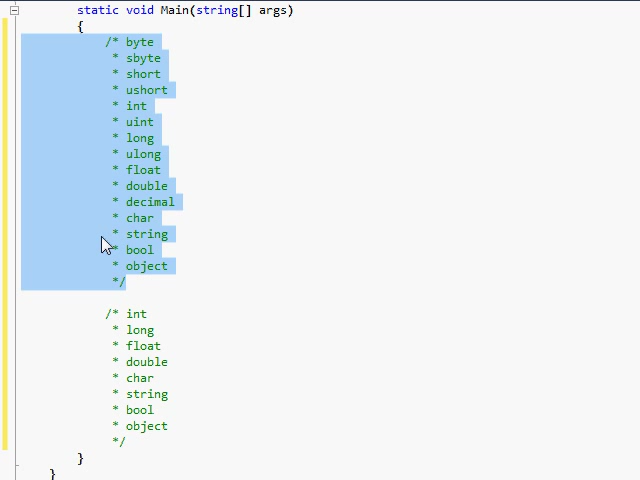 static void Main(string[] args)
{
/* byte
* sbyte
* short
* ushort
* int
* uint
* long
* ulong
* float
* double
* decimal
* char
* string
* bool
* object
*/
/* int
* long
* float
* double
* char
* string
* bool
* object
*/
}
}